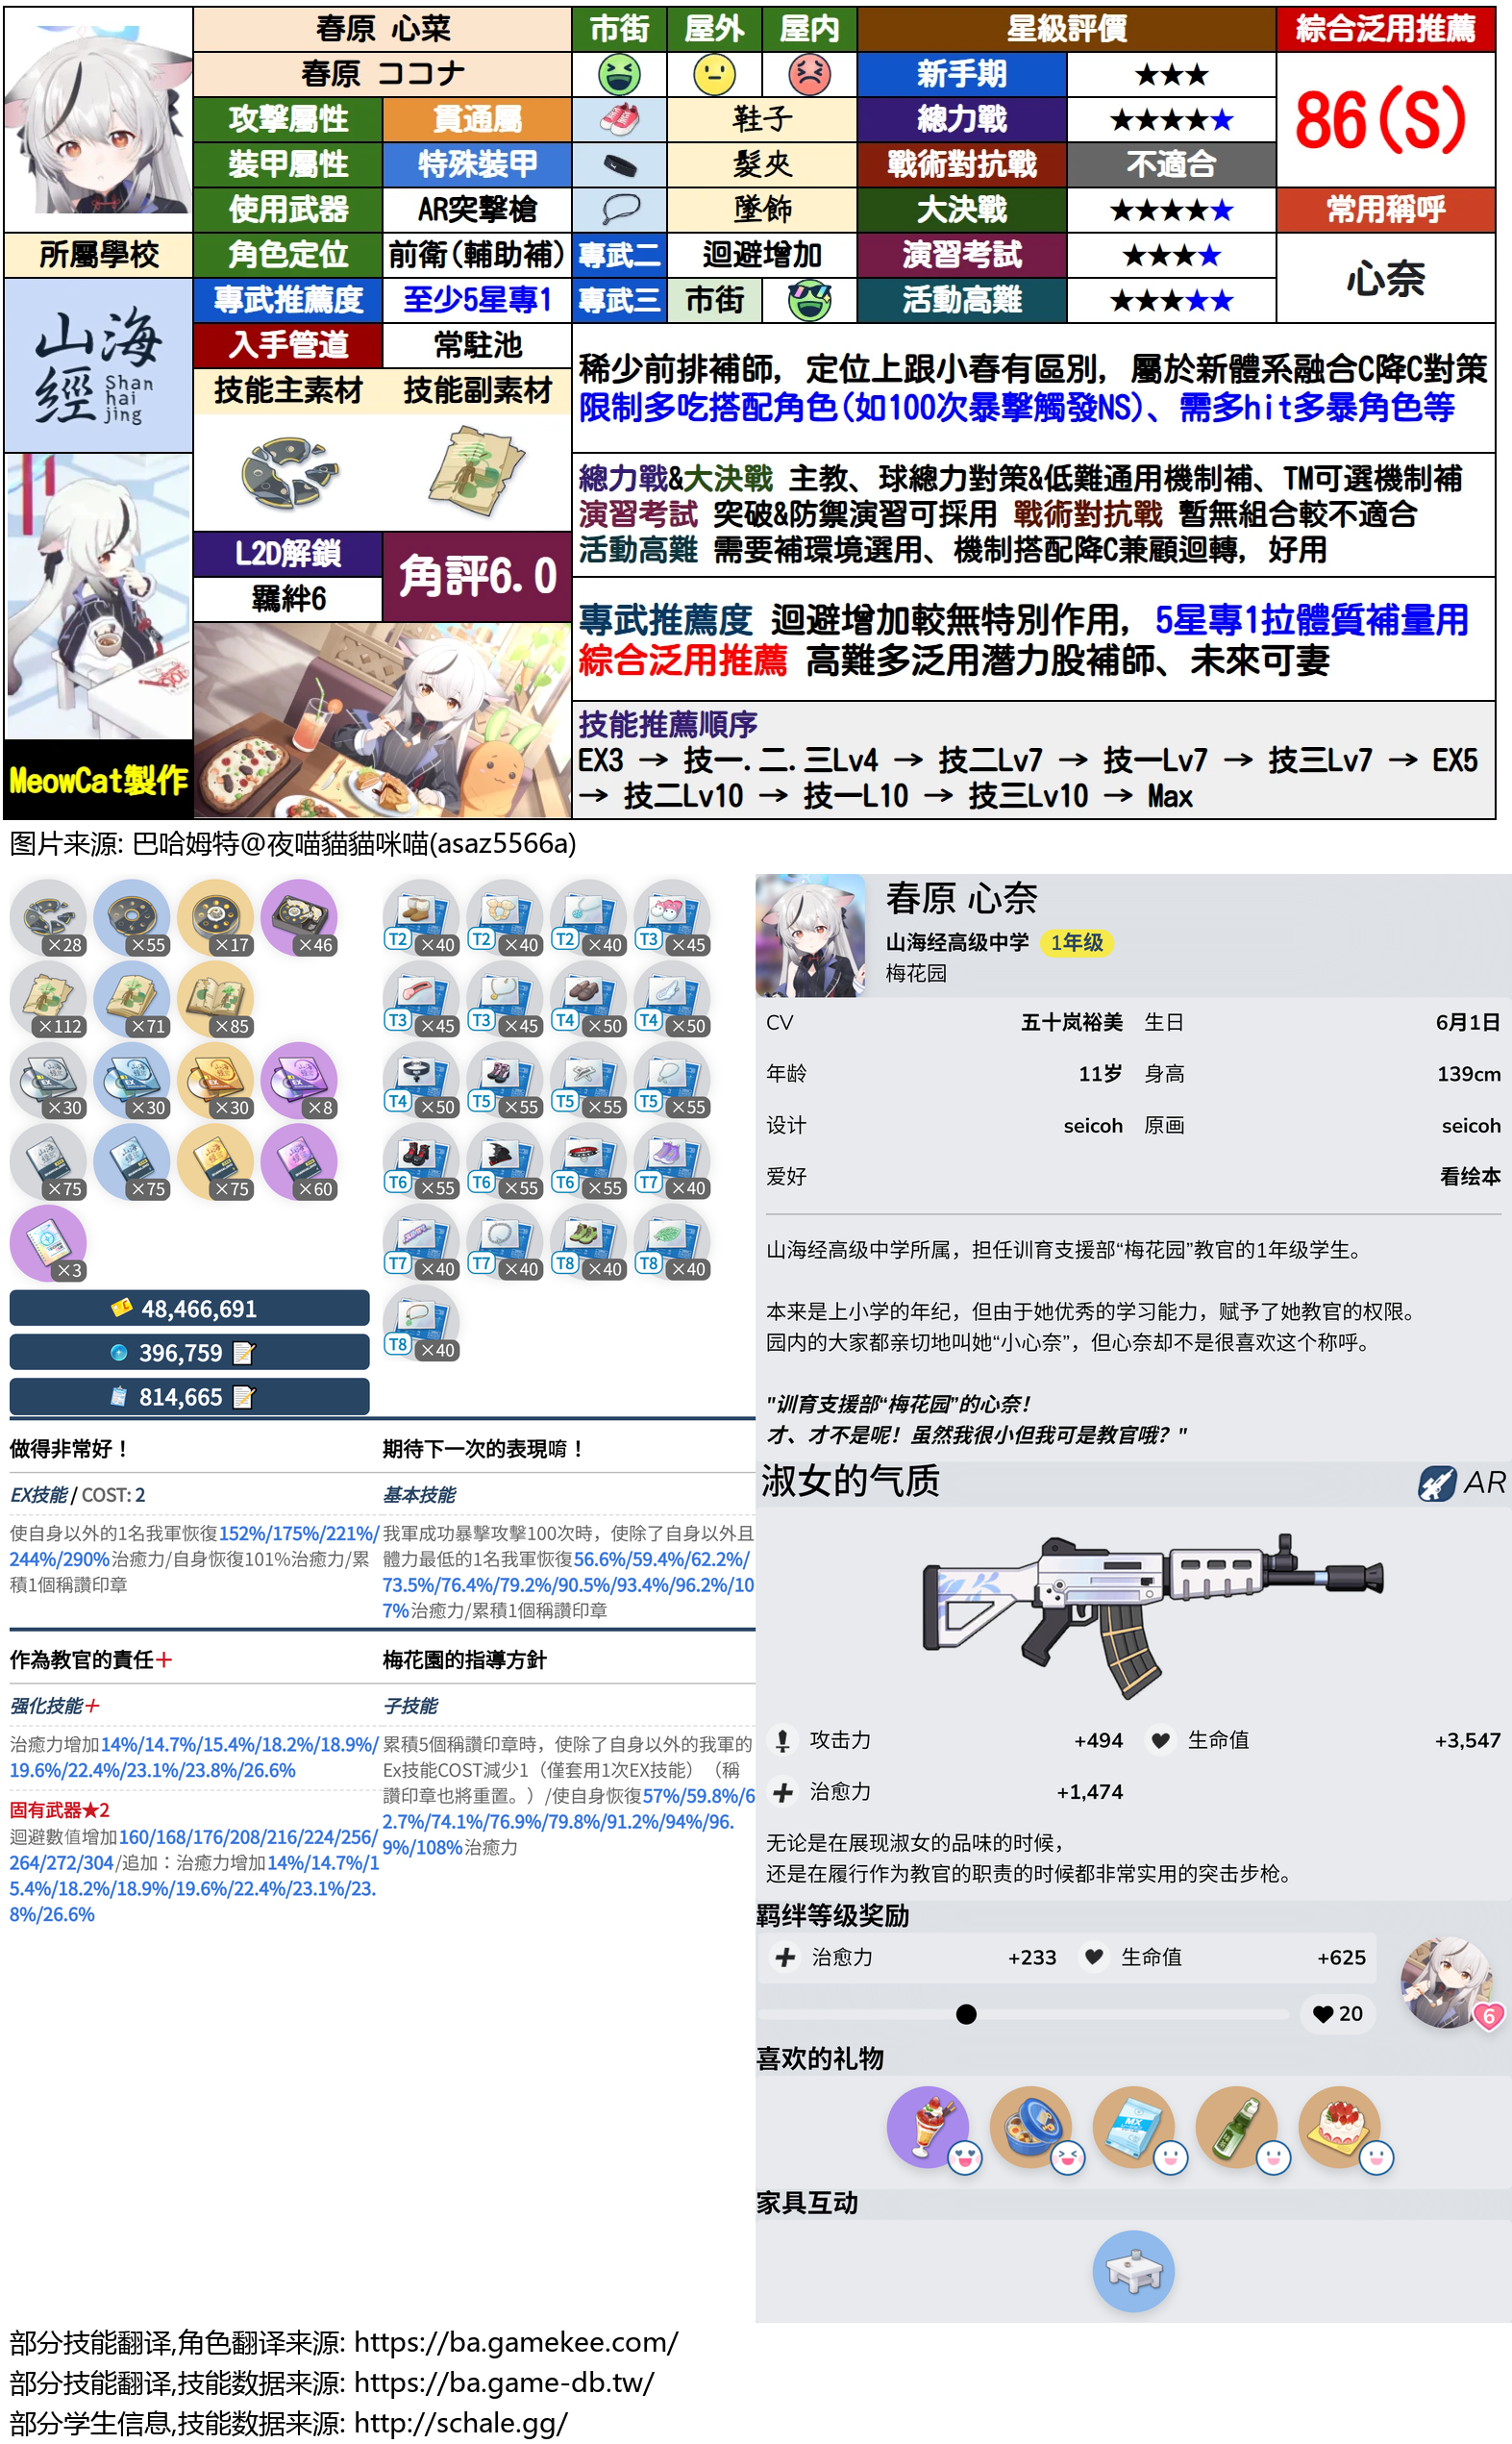 春原 心菜
春原 ココナ
市街 屋外 屋内
星級評價
綜合泛用推薦
新手期 ★★★
86(S)
攻擊屬性 貫通屬
鞋子
總力戰 ★★★★★
裝甲屬性 特殊裝甲
髮夾
戰術對抗戰 不適合
使用武器 AR突擊槍
墜飾
大決戰 ★★★★★
常用稱呼
所屬學校
角色定位 前衛(輔助補)
專武二 迴避增加
演習考試 ★★★★
心奈
專武推薦度 至少5星專1
專武三 市街
活動高難 ★★★★★
山海
經 Shan
hai
jing
入手管道 常駐池
技能主素材 技能副素材
稀少前排補師, 定位上跟小春有區別, 屬於新體系融合C降C對策
限制多吃搭配角色(如100次暴擊觸發NS)、需多hit多暴角色等
總力戰&大決戰 主教、球總力對策&低難通用機制補、TM可選機制補
演習考試 突破&防禦演習可採用 戰術對抗戰 暫無組合較不適合
活動高難 需要補環境選用、機制搭配降C兼顧迴轉, 好用
L2D解鎖
羈絆6
角評6.0
專武推薦度 迴避增加較無特別作用, 5星專1拉體質補量用
綜合泛用推薦 高難多泛用潛力股補師、未來可妻
技能推薦順序
EX3 → 技一.二.三Lv4 → 技二Lv7 → 技一Lv7 → 技三Lv7 → EX5
→ 技二Lv10 → 技一L10 → 技三Lv10 → Max
MeowCat製作
图片来源: 巴哈姆特@夜喵貓貓咪喵(asaz5566a)
×28 ×55 ×17 ×46
×112 ×71 ×85
×30 ×30 ×30 ×8
×75 ×75 ×75 ×60
×3
48,466,691
396,759
814,665
T2 ×40 T2 ×40 T2 ×40 T3 ×45
T3 ×45 T3 ×45 T4 ×50 T4 ×50
T4 ×50 T5 ×55 T5 ×55 T5 ×55
T6 ×55 T6 ×55 T6 ×55 T7 ×40
T7 ×40 T7 ×40 T8 ×40 T8 ×40
T8 ×40
做得非常好！
EX技能 / COST: 2
使自身以外的1名我軍恢復152%/175%/221%/
244%/290%治癒力/自身恢復101%治癒力/累
積1個稱讚印章
期待下一次的表現唷！
基本技能
我軍成功暴擊攻擊100次時，使除了自身以外且
體力最低的1名我軍恢復56.6%/59.4%/62.2%/
73.5%/76.4%/79.2%/90.5%/93.4%/96.2%/10
7%治癒力/累積1個稱讚印章
作為教官的責任＋
强化技能＋
治癒力增加14%/14.7%/15.4%/18.2%/18.9%/
19.6%/22.4%/23.1%/23.8%/26.6%
固有武器★2
迴避數值增加160/168/176/208/216/224/256/
264/272/304/追加：治癒力增加14%/14.7%/1
5.4%/18.2%/18.9%/19.6%/22.4%/23.1%/23.
8%/26.6%
梅花園的指導方針
子技能
累積5個稱讚印章時，使除了自身以外的我軍的
Ex技能COST減少1（僅套用1次EX技能）（稱
讚印章也將重置。）/使自身恢復57%/59.8%/6
2.7%/74.1%/76.9%/79.8%/91.2%/94%/96.
9%/108%治癒力
春原 心奈
山海经高级中学 1年级
梅花园
CV 五十岚裕美 生日 6月1日
年龄 11岁 身高 139cm
设计 seicoh 原画 seicoh
爱好 看绘本
山海经高级中学所属，担任训育支援部“梅花园”教官的1年级学生。
本来是上小学的年纪，但由于她优秀的学习能力，赋予了她教官的权限。
园内的大家都亲切地叫她“小心奈”，但心奈却不是很喜欢这个称呼。
"训育支援部“梅花园”的心奈！
才、才不是呢！虽然我很小但我可是教官哦？"
淑女的气质 AR
攻击力 +494 生命值 +3,547
治愈力 +1,474
无论是在展现淑女的品味的时候，
还是在履行作为教官的职责的时候都非常实用的突击步枪。
羁绊等级奖励
治愈力 +233 生命值 +625
20
6
喜欢的礼物
MX
家具互动
部分技能翻译,角色翻译来源: https://ba.gamekee.com/
部分技能翻译,技能数据来源: https://ba.game-db.tw/
部分学生信息,技能数据来源: http://schale.gg/